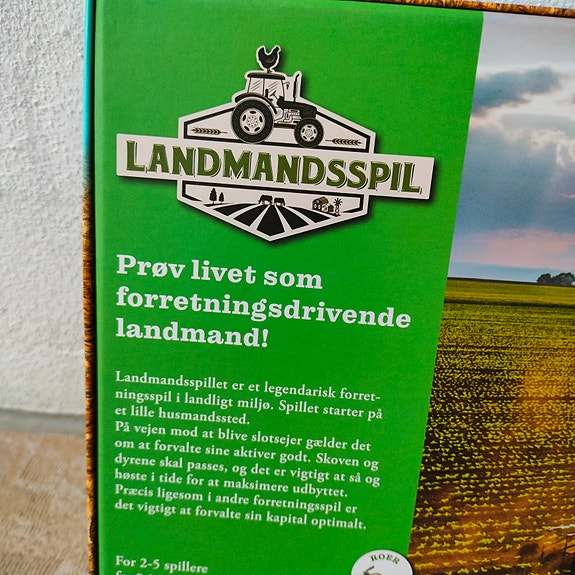 LANDMANDSSPIL
Prøv livet som
forretningsdrivende
landmand!
Landmandsspillet er et legendarisk forret-
ningsspil i landligt miljø. Spillet starter på
et lille husmandssted.
På vejen mod at blive slotsejer gælder det
om at forvalte sine aktiver godt. Skoven og
dyrene skal passes, og det er vigtigt at så og
høste i tide for at maksimere udbyttet.
Præcis ligesom i andre forretningsspil er
det vigtigt at forvalte sin kapital optimalt.
For 2-5 spillere
ROER